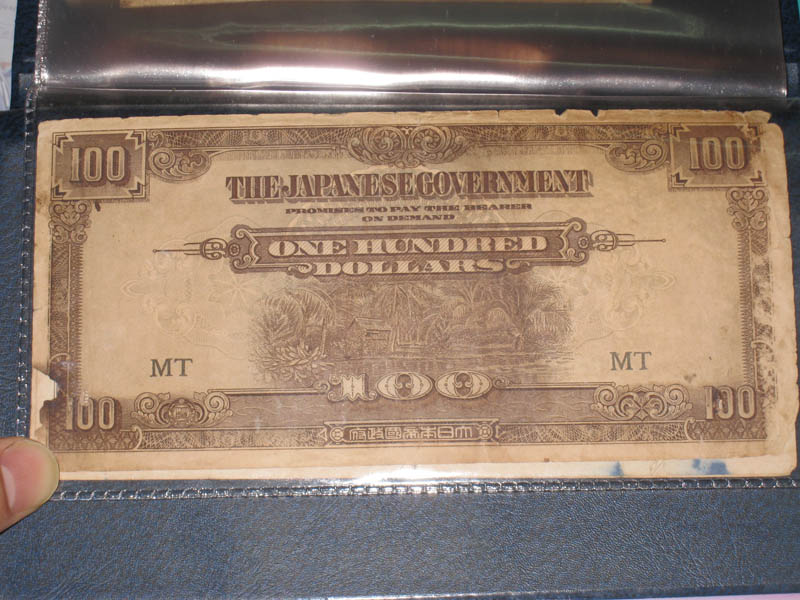 100 100
THE JAPANESE GOVERNMENT
PROMISES TO PAY THE BEARER
ON DEMAND
ONE HUNDRED
DOLLARS
MT MT
100
100 100
府政國帝本日大